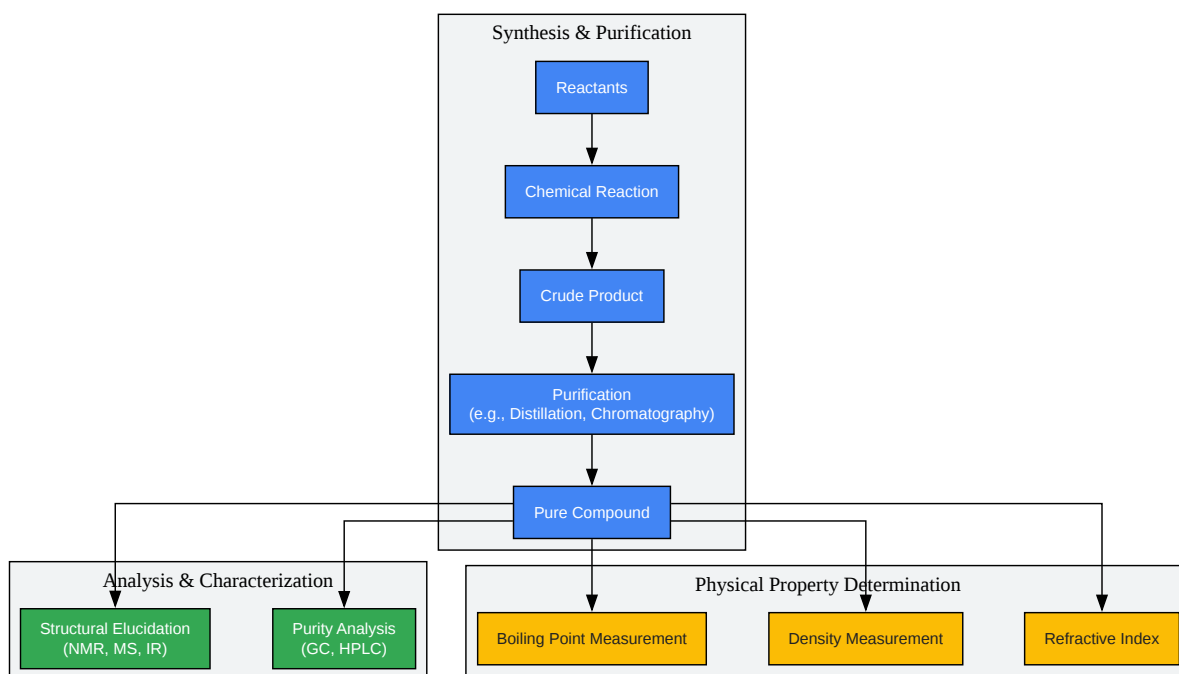 Synthesis & Purification
Reactants
Chemical Reaction
Crude Product
Purification
(e.g., Distillation, Chromatography)
Pure Compound
Analysis & Characterization
Structural Elucidation
(NMR, MS, IR)
Purity Analysis
(GC, HPLC)
Physical Property Determination
Boiling Point Measurement
Density Measurement
Refractive Index